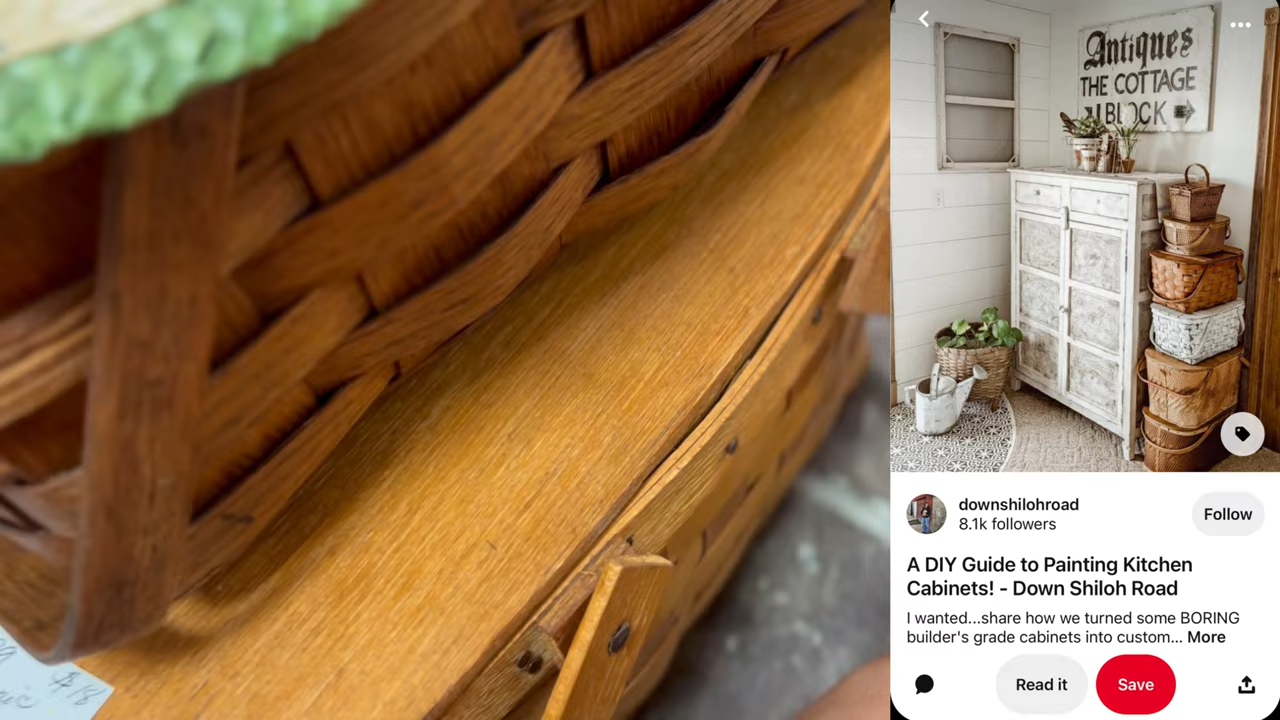 $18
Antiques
THE COTTAGE
BLOCK
downshilohroad
8.1k followers
Follow
A DIY Guide to Painting Kitchen
Cabinets! - Down Shiloh Road
I wanted...share how we turned some BORING
builder's grade cabinets into custom... More
Read it
Save